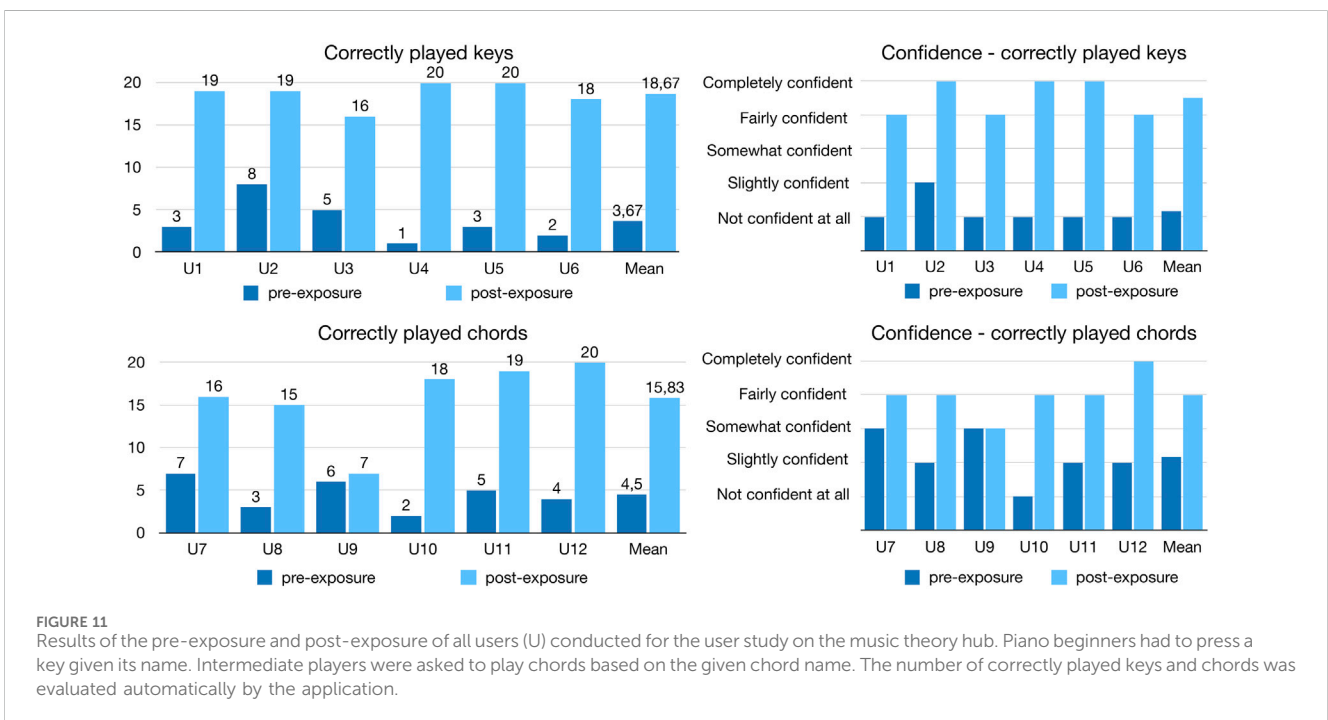 Correctly played keys
20
15
10
5
0
3
19
8
19
5
16
1
20
3
20
2
18
3,67
18,67
U1 U2 U3 U4 U5 U6 Mean
pre-exposure post-exposure
Confidence - correctly played keys
Completely confident
Fairly confident
Somewhat confident
Slightly confident
Not confident at all
U1 U2 U3 U4 U5 U6 Mean
pre-exposure post-exposure
Correctly played chords
20
15
10
5
0
7
16
3
15
6
7
2
18
5
19
4
20
4,5
15,83
U7 U8 U9 U10 U11 U12 Mean
pre-exposure post-exposure
Confidence - correctly played chords
Completely confident
Fairly confident
Somewhat confident
Slightly confident
Not confident at all
U7 U8 U9 U10 U11 U12 Mean
pre-exposure post-exposure
FIGURE 11
Results of the pre-exposure and post-exposure of all users (U) conducted for the user study on the music theory hub. Piano beginners had to press a
key given its name. Intermediate players were asked to play chords based on the given chord name. The number of correctly played keys and chords was
evaluated automatically by the application.